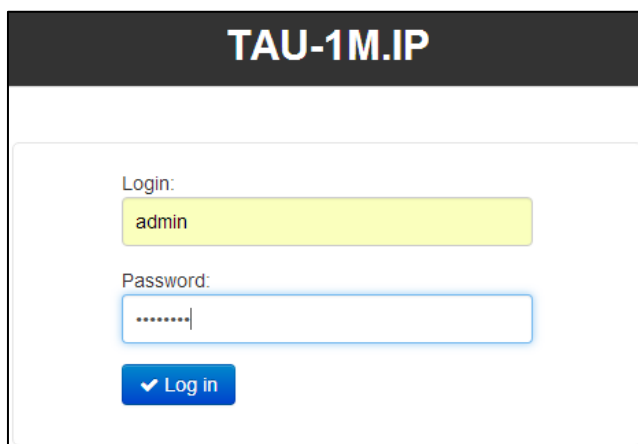 TAU-1M.IP
Login:
admin
Password:
••••••••
Log in